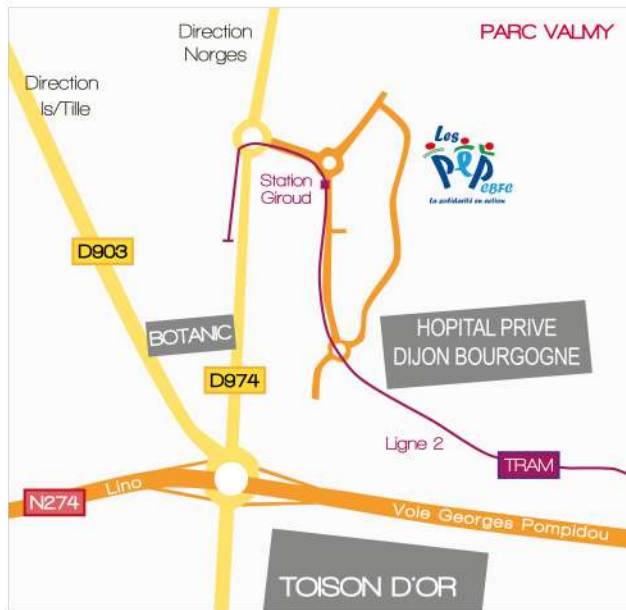 PARC VALMY
Direction
Norges
Direction
Is/Tille
Les
PEP
CBFC
La solidarité en action
Station
Giroud
D903
BOTANIC
HOPITAL PRIVE
DIJON BOURGOGNE
D974
Ligne 2
TRAM
Lino
N274
Voie Georges Pompidou
TOISON D'OR